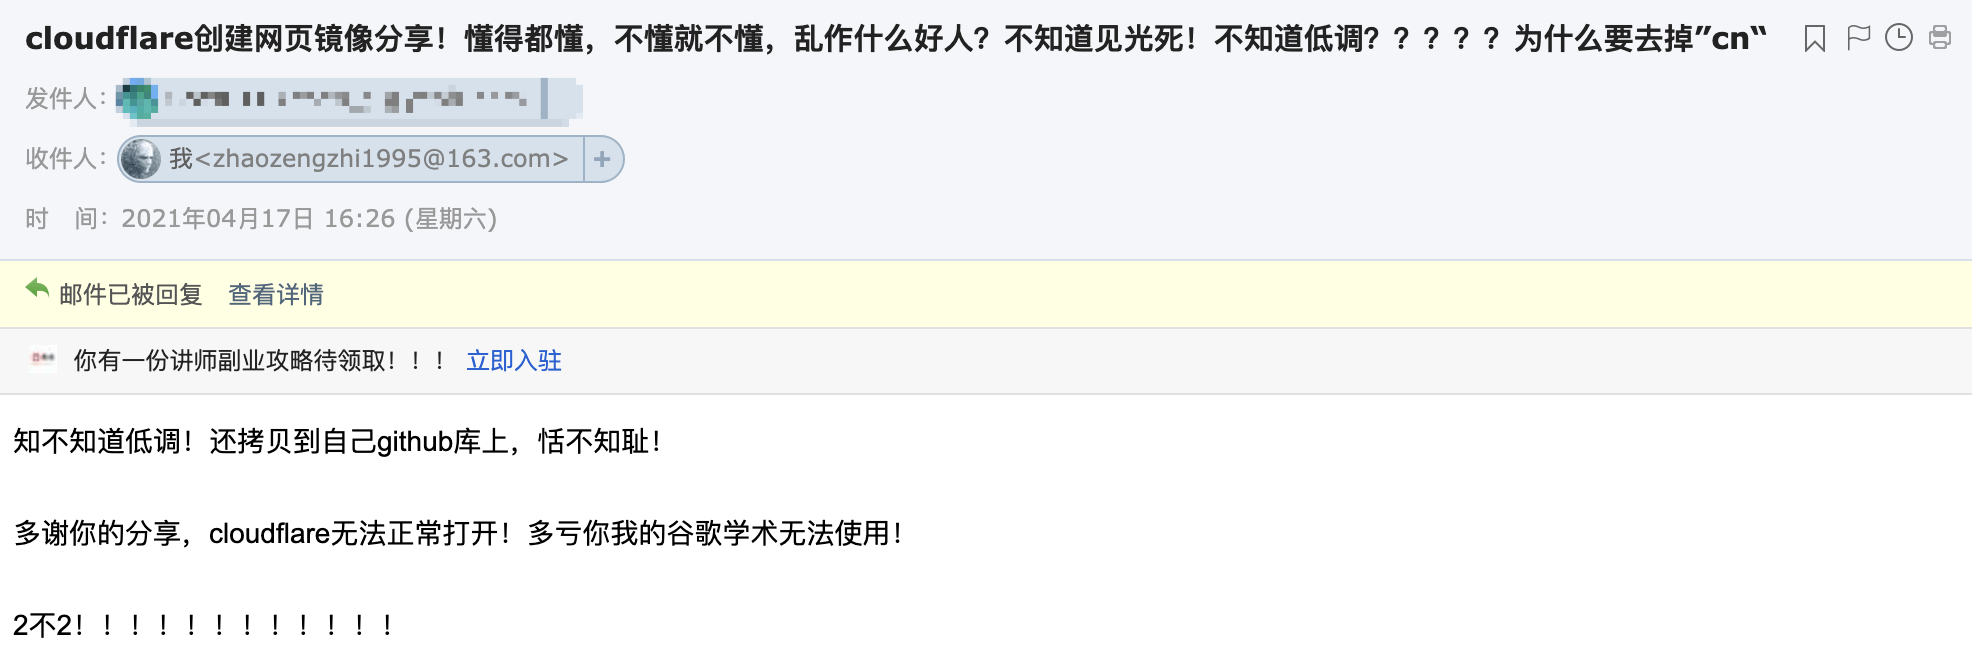 cloudflare创建网页镜像分享！懂得都懂，不懂就不懂，乱作什么好人？不知道见光死！不知道低调？？？？？为什么要去掉”cn“
发件人：
收件人：我<zhaozengzhi1995@163.com> +
时 间：2021年04月17日 16:26 (星期六)
邮件已被回复 查看详情
你有一份讲师副业攻略待领取！！！ 立即入驻
知不知道低调！还拷贝到自己github库上，恬不知耻！
多谢你的分享，cloudflare无法正常打开！多亏你我的谷歌学术无法使用！
2不2！！！！！！！！！！！！